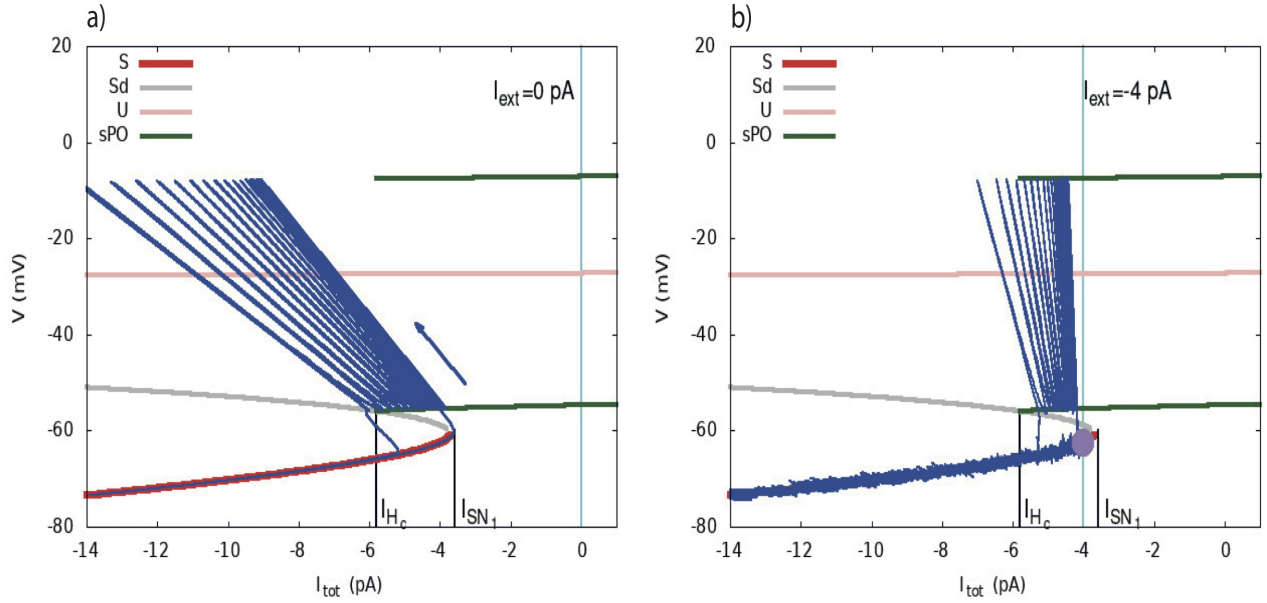 a)
20
0
-20
-40
-60
-80
V (mV)
S
Sd
U
sPO
I_ext=0 pA
I_Hc
I_SN1
-14 -12 -10 -8 -6 -4 -2 0
I_tot (pA)
b)
20
0
-20
-40
-60
-80
V (mV)
S
Sd
U
sPO
I_ext=-4 pA
I_Hc
I_SN1
-14 -12 -10 -8 -6 -4 -2 0
I_tot (pA)